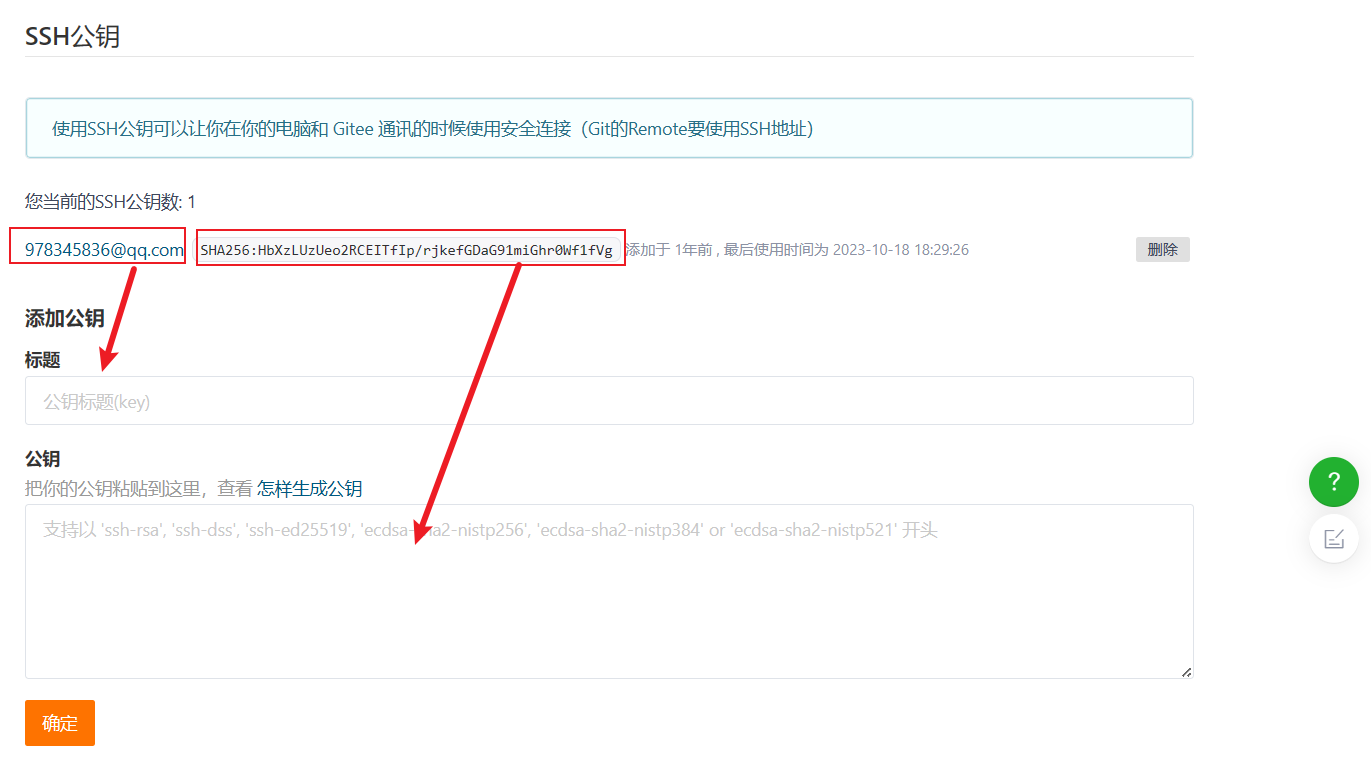 SSH公钥
使用SSH公钥可以让你在你的电脑和 Gitee 通讯的时候使用安全连接（Git的Remote要使用SSH地址）
您当前的SSH公钥数: 1
978345836@qq.com SHA256:HbXzLUzUeo2RCEITfIp/rjkefGDaG91miGhr0Wf1fVg 添加于 1年前 , 最后使用时间为 2023-10-18 18:29:26 删除
添加公钥
标题
公钥标题(key)
公钥
把你的公钥粘贴到这里，查看 怎样生成公钥
支持以 'ssh-rsa', 'ssh-dss', 'ssh-ed25519', 'ecdsa-sha2-nistp256', 'ecdsa-sha2-nistp384' or 'ecdsa-sha2-nistp521' 开头
?
确定